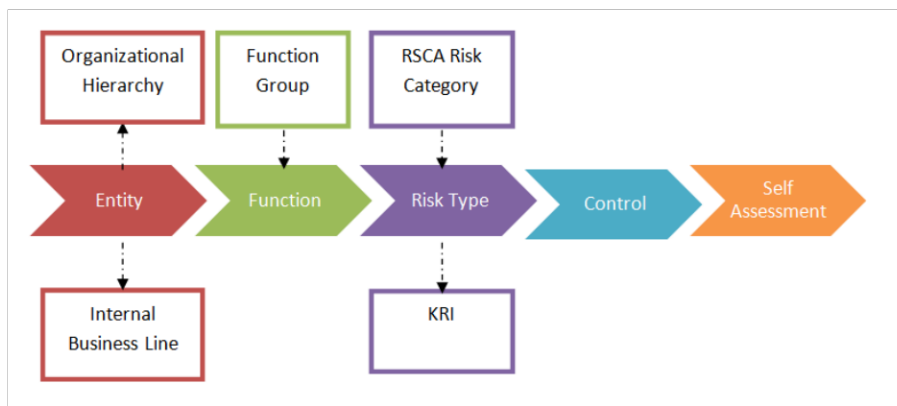 Organizational
Hierarchy
Function
Group
RSCA Risk
Category
Entity
Function
Risk Type
Control
Self
Assessment
Internal
Business Line
KRI